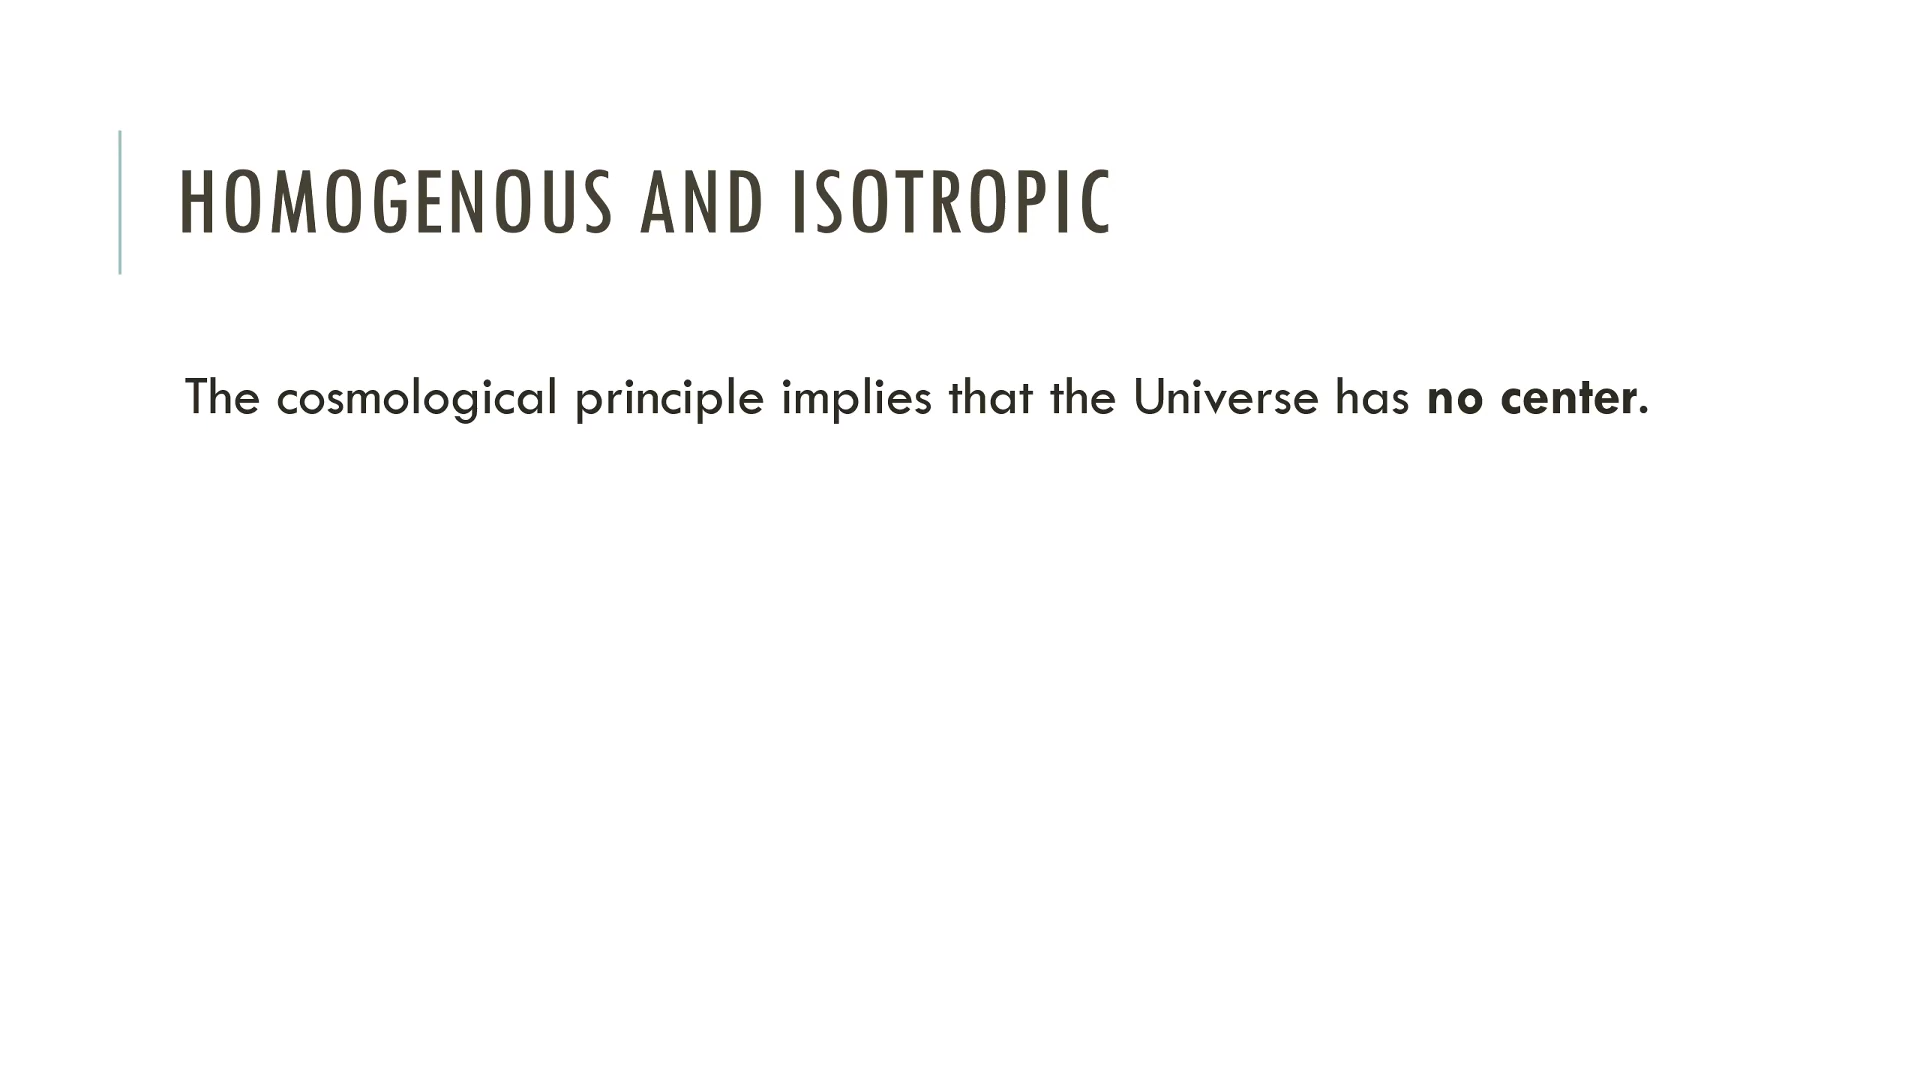 HOMOGENOUS AND ISOTROPIC
The cosmological principle implies that the Universe has no center.